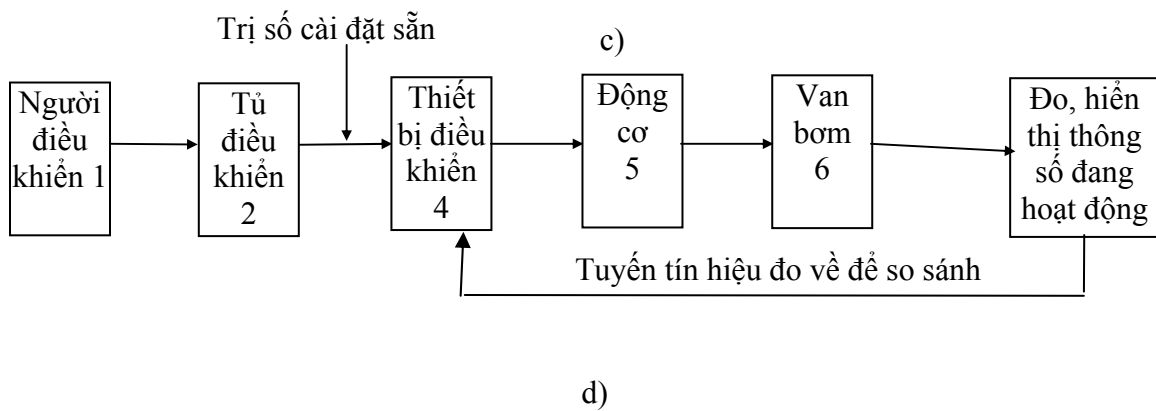 Trị số cài đặt sẵn
c)
Người
điều
khiển 1
Tủ
điều
khiển
2
Thiết
bị điều
khiển
4
Động
cơ
5
Van
bơm
6
Đo, hiển
thị thông
số đang
hoạt động
Tuyến tín hiệu đo về để so sánh
d)